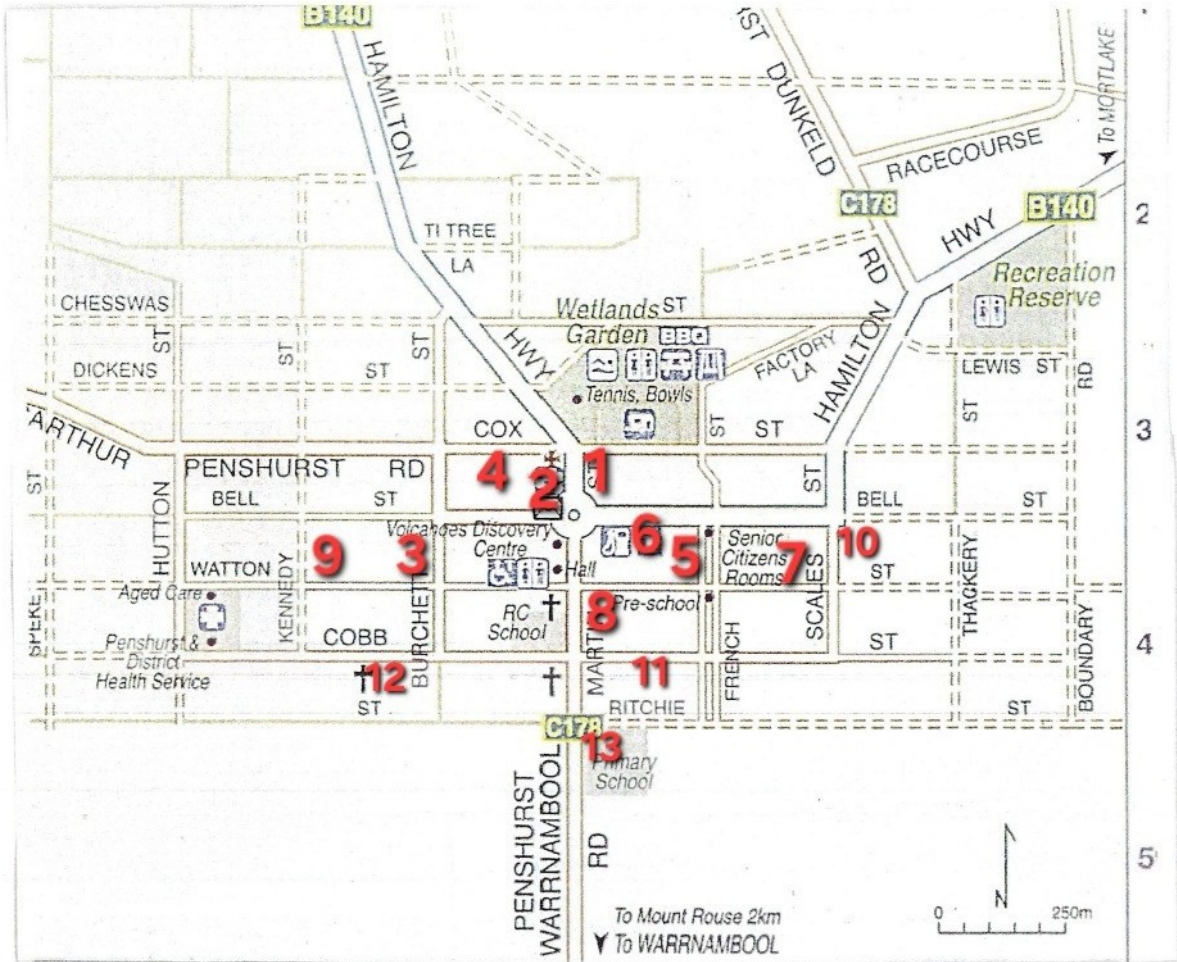 B140
HAMILTON
ST DUNKELD
To MORTLAKE
RACECOURSE
C178
B140
2
HWY
RD
TI TREE
LA
Recreation
Reserve
CHESSWAS
ST
ST
ST
Wetlands
Garden
ST
BBQ
HWY
HAMILTON
FACTORY
LA
DICKENS
ST
LEWIS ST
RD
Tennis, Bowls
ST
ST
ARTHUR
COX
ST
3
PENSHURST RD
4
1
ST
2
ST
ST
BELL
ST
BELL
ST
ST
HUTTON
Volcanoes Discovery
Centre
6
5
Senior
Citizens
Rooms
7
10
9
3
WATTON
Hall
SCALES
ST
THACKERY
KENNEDY
BURCHETT
Aged Care
SPEKE
RC
School
8
Pre-school
COBB
ST
4
Penshurst &
District
Health Service
12
11
FRENCH
BOUNDARY
ST
RITCHIE
ST
C178
13
Primary
School
PENSHURST
WARRNAMBOOL
RD
5
N
To Mount Rouse 2km
To WARRNAMBOOL
0 250m